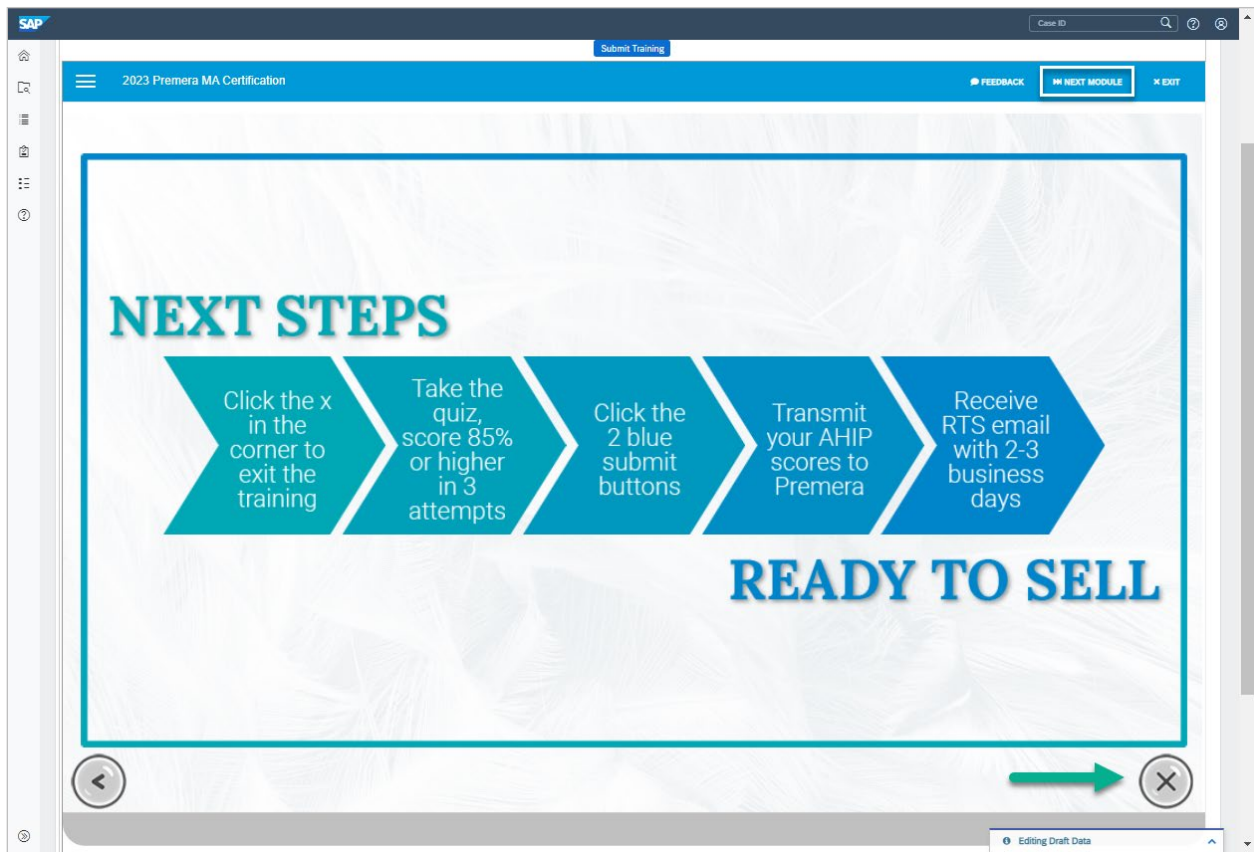 SAP
Case ID
Submit Training
2023 Premera MA Certification
FEEDBACK
NEXT MODULE
EXIT
NEXT STEPS
Click the x
in the
corner to
exit the
training
Take the
quiz,
score 85%
or higher
in 3
attempts
Click the
2 blue
submit
buttons
Transmit
your AHIP
scores to
Premera
Receive
RTS email
with 2-3
business
days
READY TO SELL
Editing Draft Data